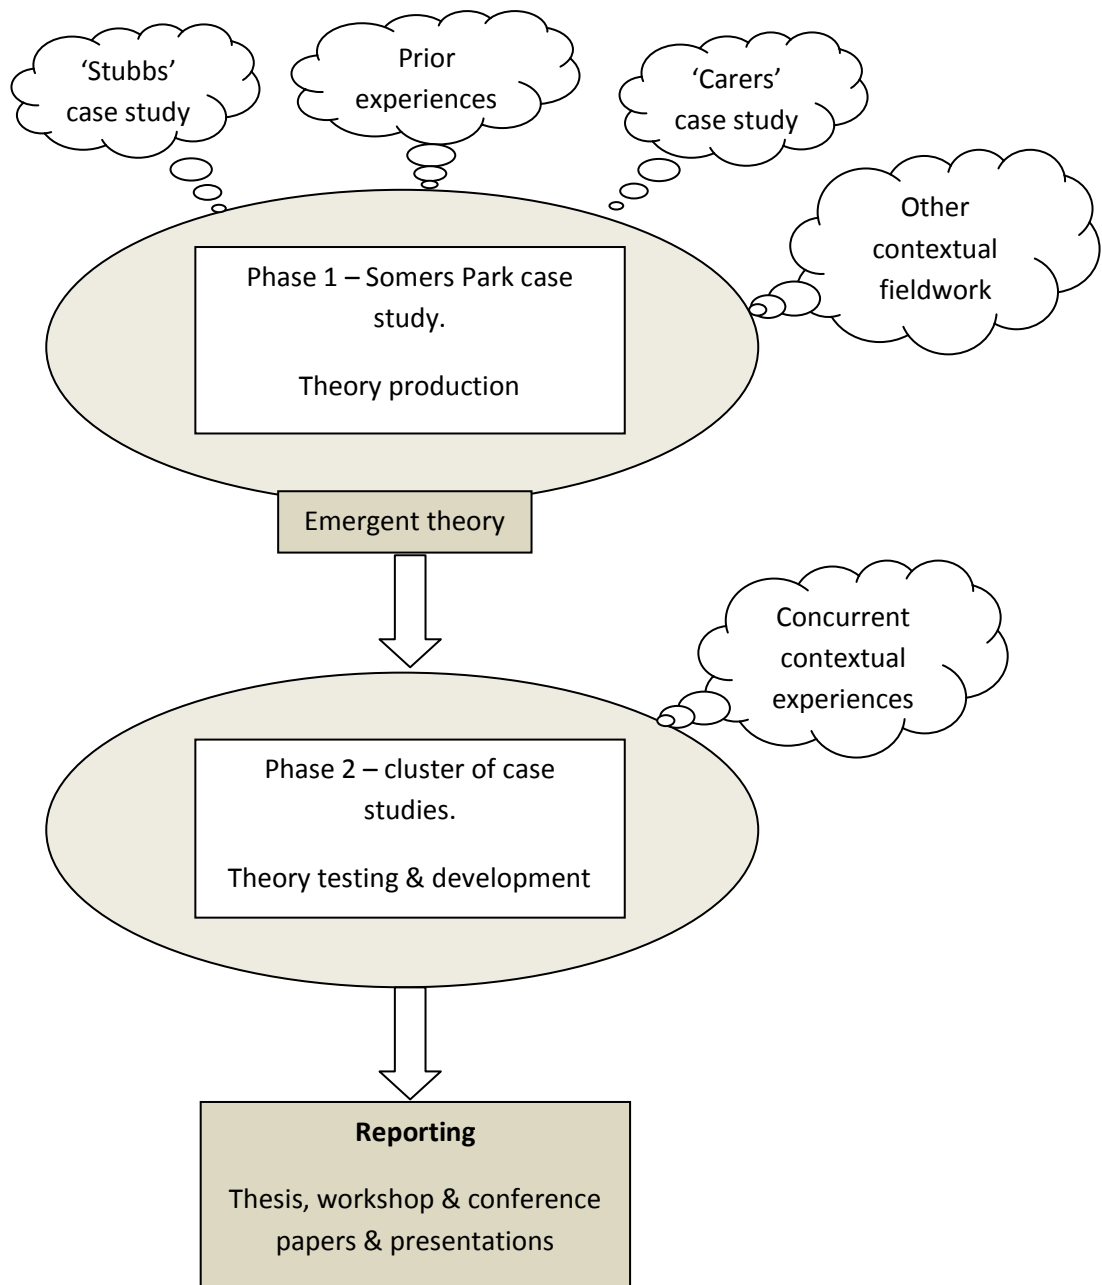 ‘Stubbs’
case study
Prior
experiences
‘Carers’
case study
Other
contextual
fieldwork
Phase 1 – Somers Park case
study.
Theory production
Emergent theory
Concurrent
contextual
experiences
Phase 2 – cluster of case
studies.
Theory testing & development
Reporting
Thesis, workshop & conference
papers & presentations